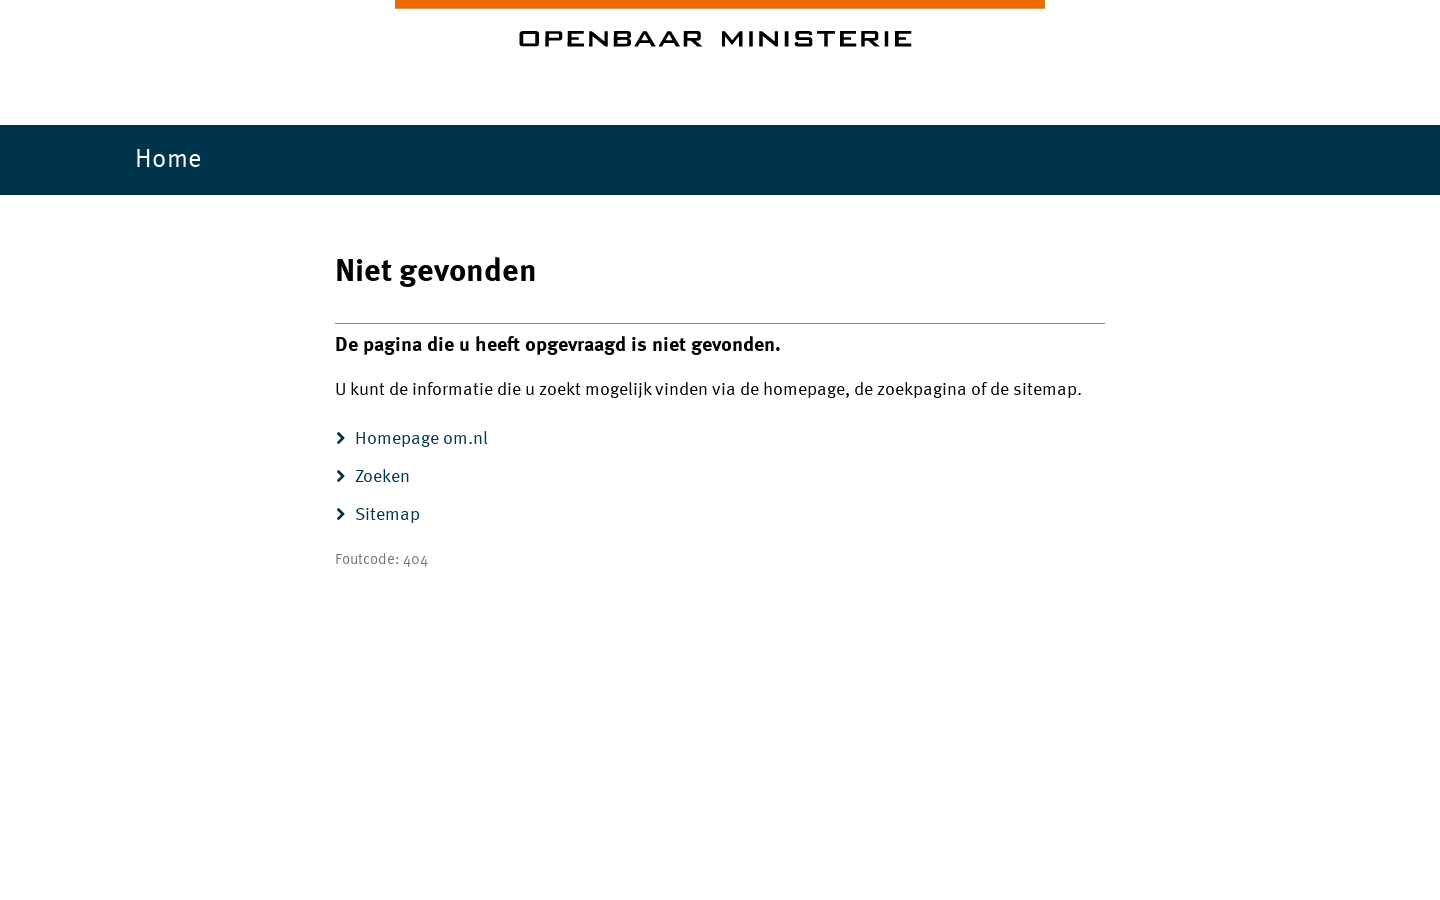 OPENBAAR MINISTERIE
Home
Niet gevonden
De pagina die u heeft opgevraagd is niet gevonden.
U kunt de informatie die u zoekt mogelijk vinden via de homepage, de zoekpagina of de sitemap.
Homepage om.nl
Zoeken
Sitemap
Foutcode: 404